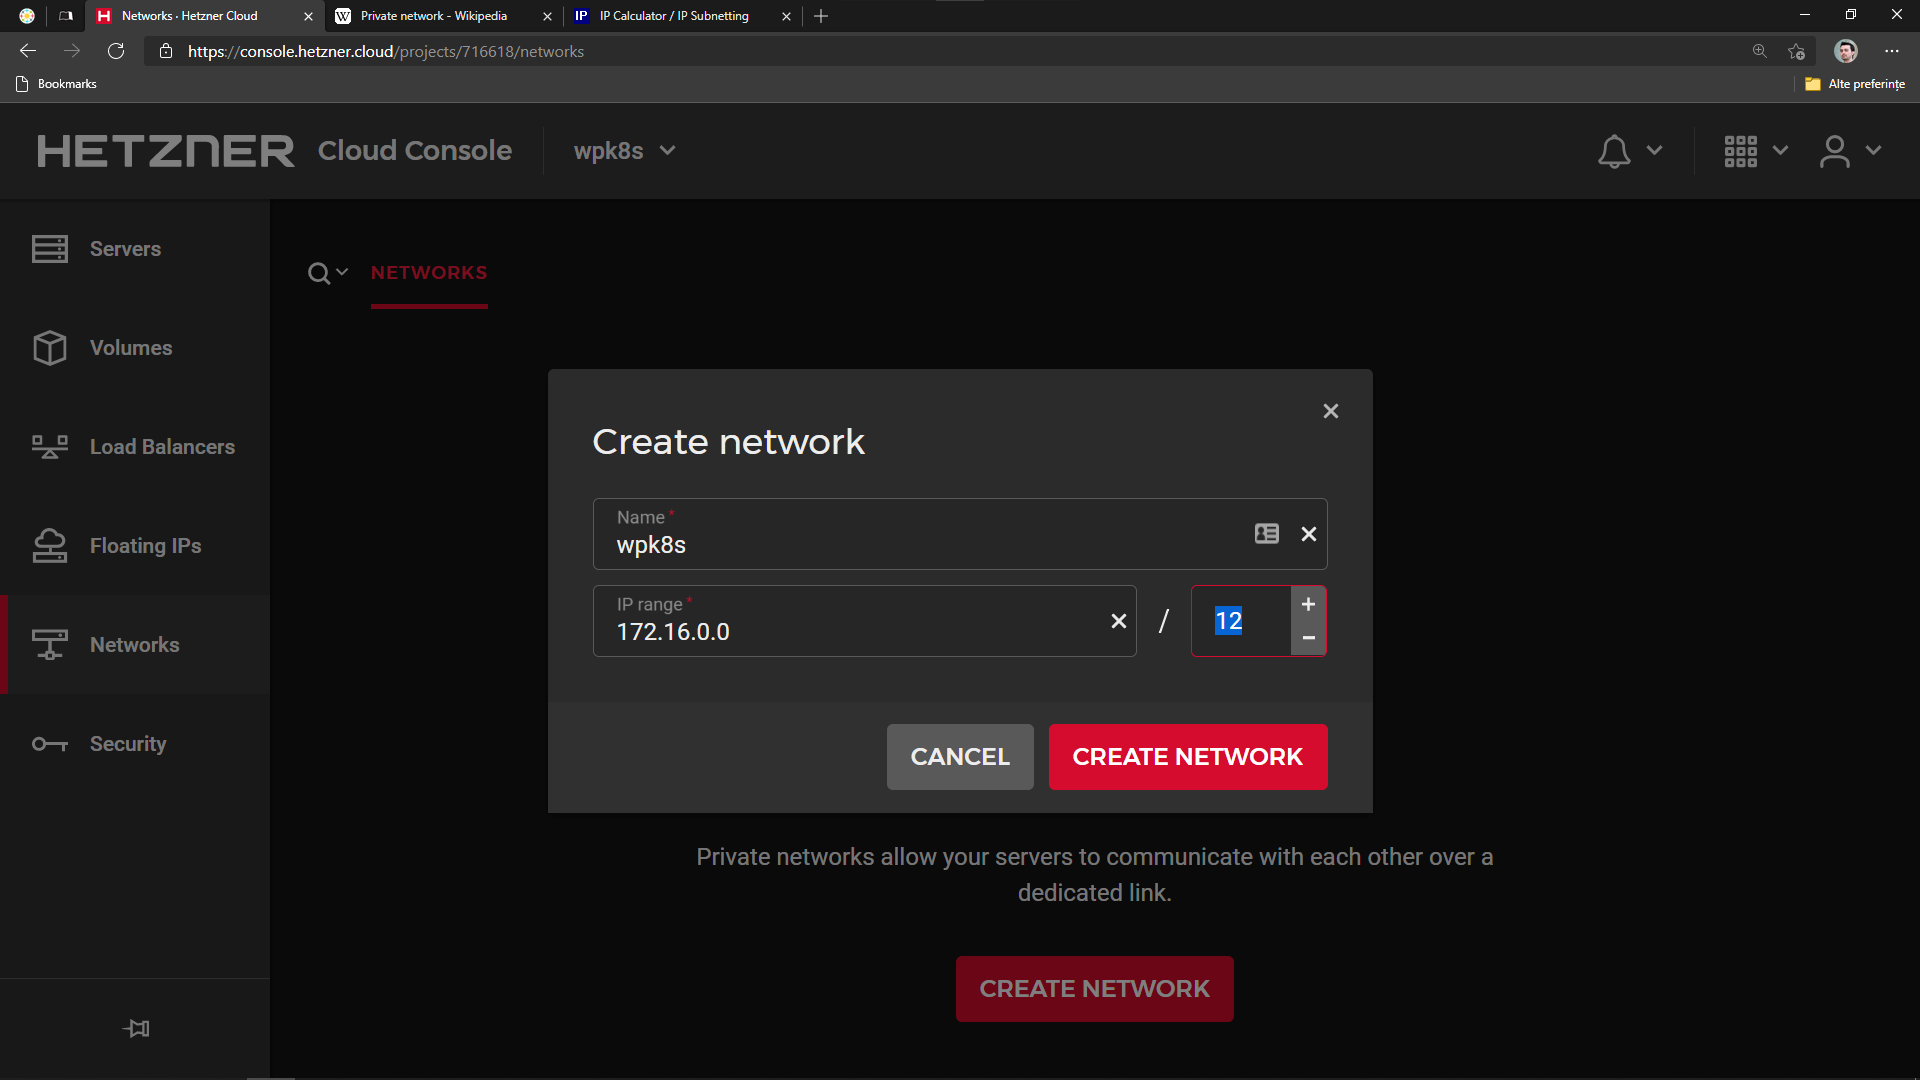 Networks · Hetzner Cloud
Private network - Wikipedia
IP Calculator / IP Subnetting
https://console.hetzner.cloud/projects/716618/networks
Bookmarks
Alte preferințe
HETZNER Cloud Console
wpk8s
Servers
Volumes
Load Balancers
Floating IPs
Networks
Security
NETWORKS
Create network
Name *
wpk8s
IP range *
172.16.0.0
/
12
CANCEL
CREATE NETWORK
Private networks allow your servers to communicate with each other over a
dedicated link.
CREATE NETWORK